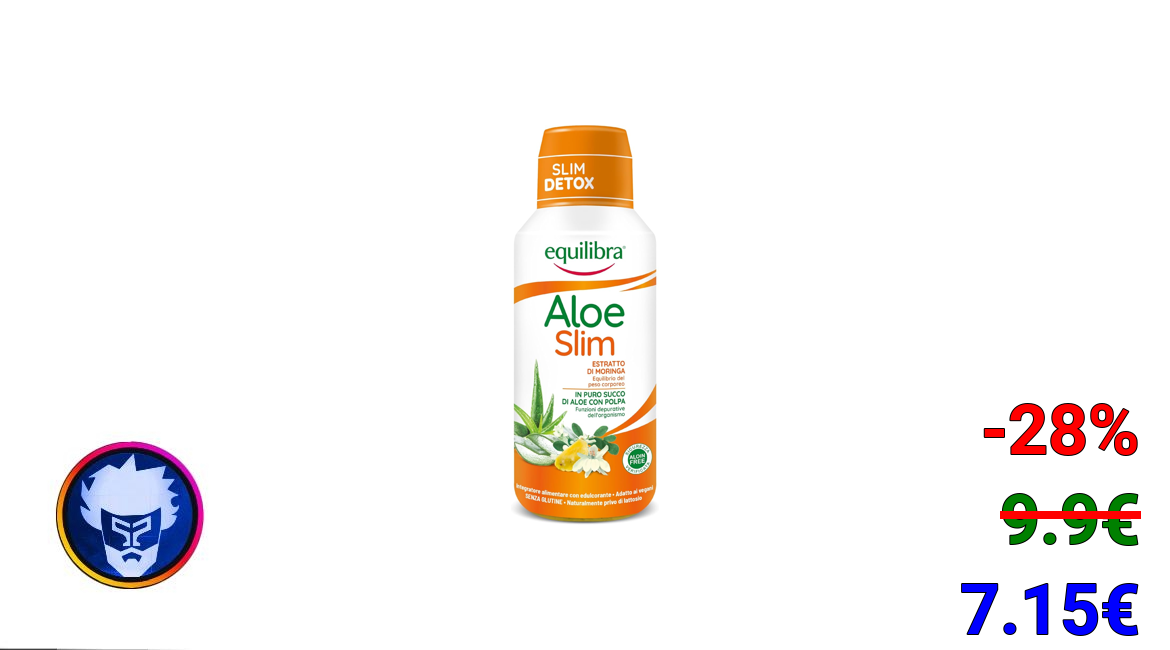 SLIM
DETOX
equilibra
Aloe
Slim
ESTRATTO
DI MORINGA
Equilibrio del
peso corporeo
IN PURO SUCCO
DI ALOE CON POLPA
Funzioni depurative
dell'organismo
ALOIN
FREE
Integratore alimentare con edulcorante • Adatto ai vegani
SENZA GLUTINE • Naturalmente privo di lattosio
-28%
9.9€
7.15€